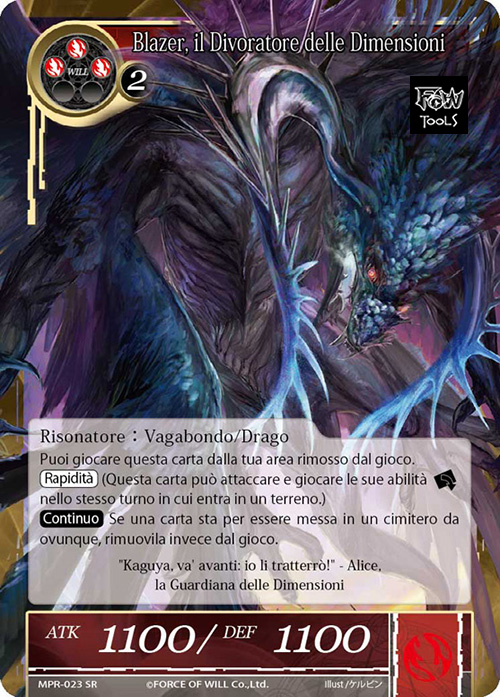 Blazer, il Divoratore delle Dimensioni
WILL
2
FOW
TOOLS
Risonatore : Vagabondo/Drago
Puoi giocare questa carta dalla tua area rimosso dal gioco.
Rapidità (Questa carta può attaccare e giocare le sue abilità
nello stesso turno in cui entra in un terreno.)
Continuo Se una carta sta per essere messa in un cimitero da
ovunque, rimuovila invece dal gioco.
"Kaguya, va' avanti: io li tratterrò!" - Alice,
la Guardiana delle Dimensioni
ATK 1100 / DEF 1100
MPR-023 SR ©FORCE OF WILL Co.,Ltd. Illust/ケルビン